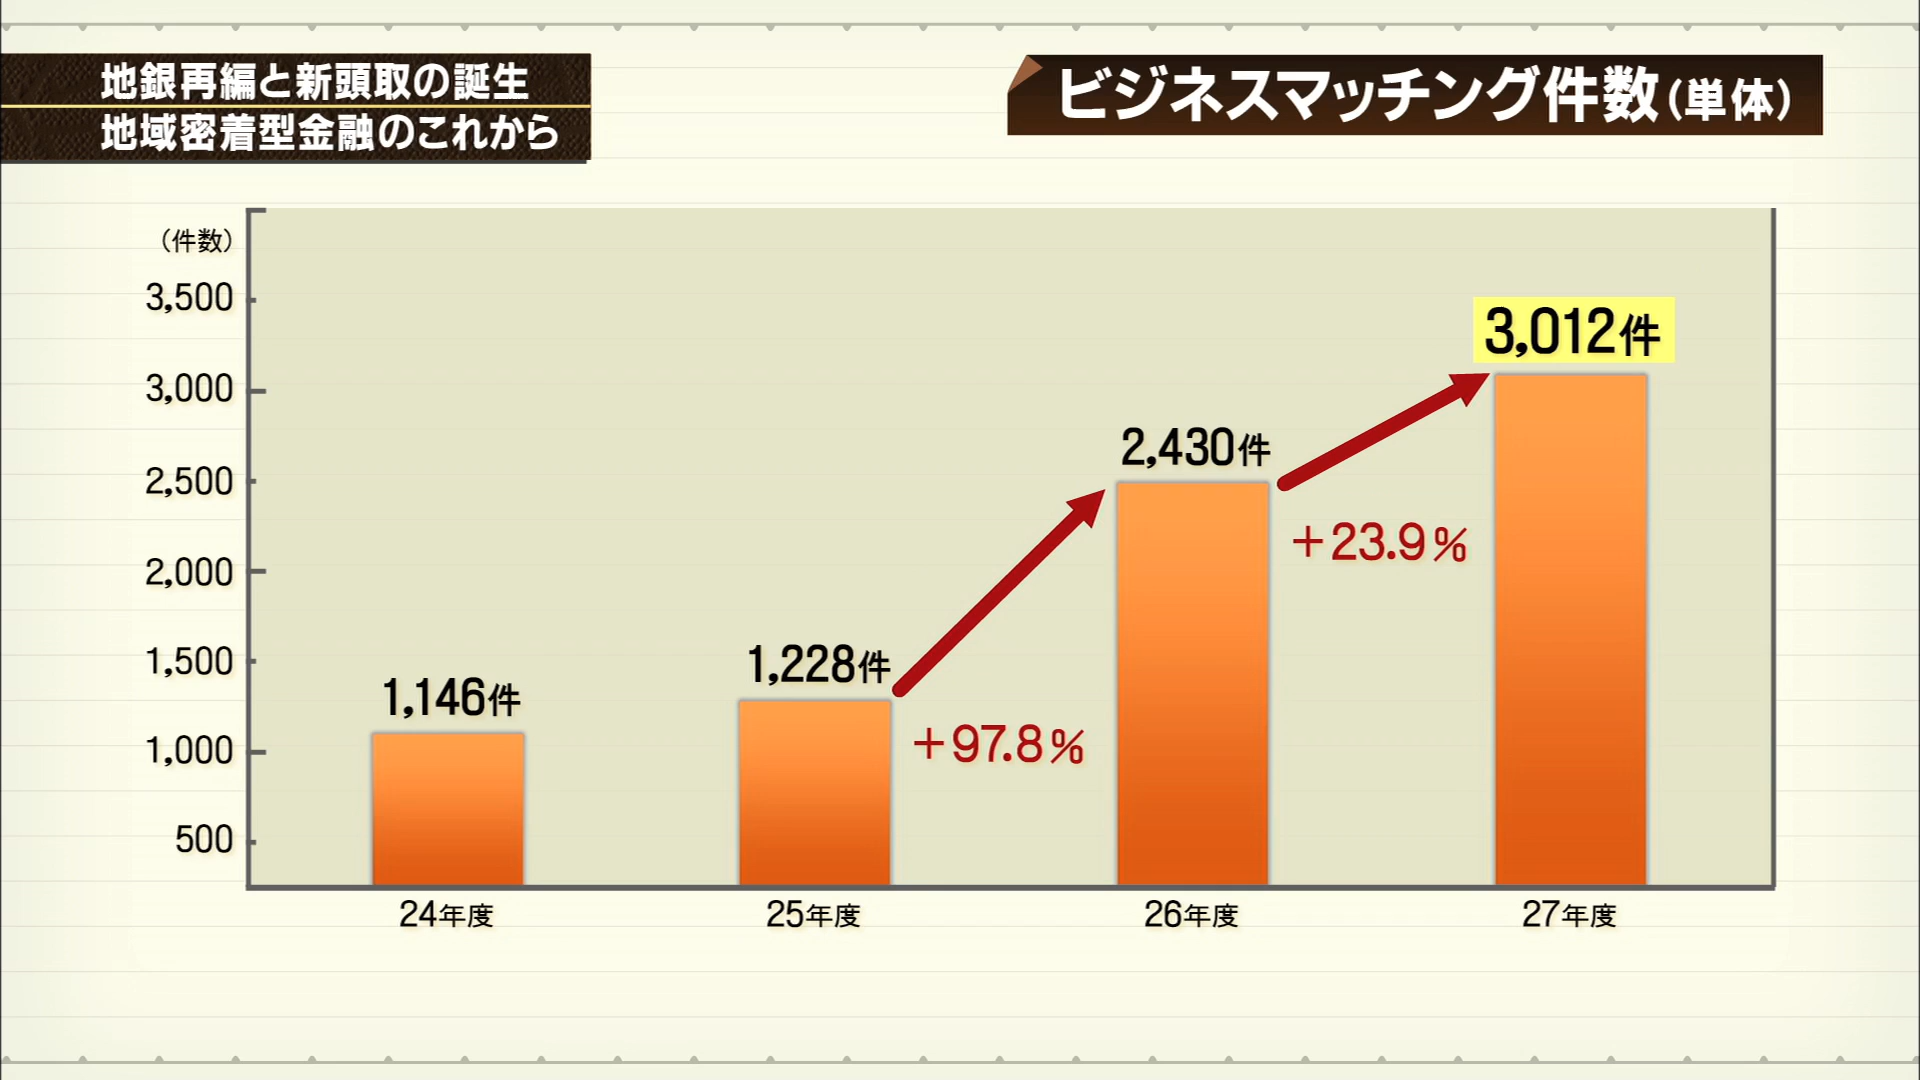 地銀再編と新頭取の誕生
地域密着型金融のこれから
ビジネスマッチング件数(単体)
(件数)
3,500
3,000
2,500
2,000
1,500
1,000
500
1,146件
1,228件
2,430件
3,012件
+97.8%
+23.9%
24年度
25年度
26年度
27年度